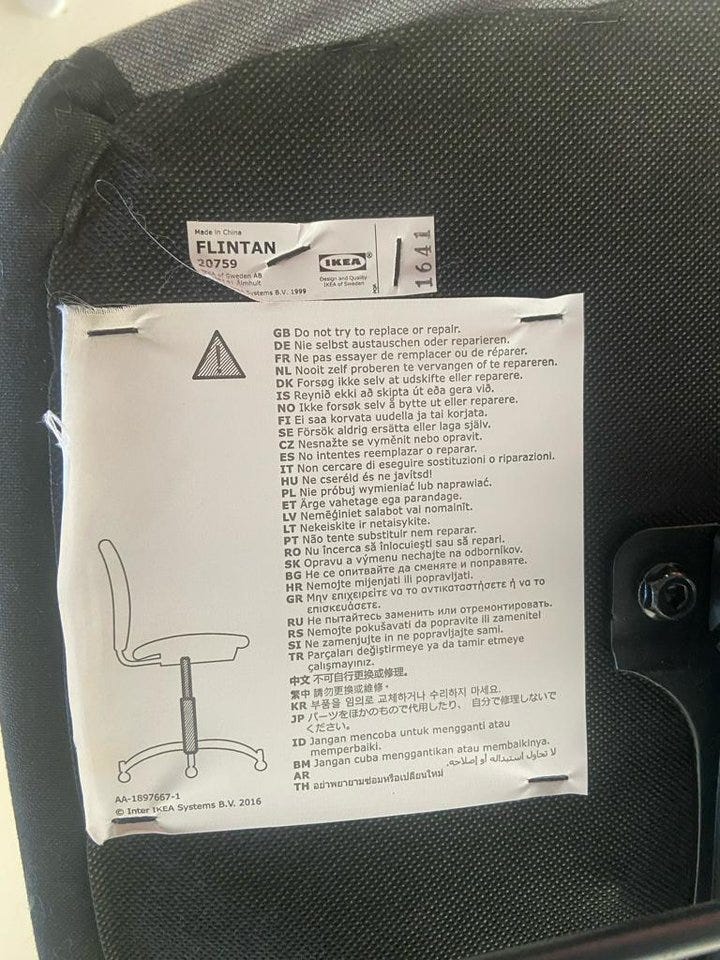 Made in China
FLINTAN
20759
IKEA of Sweden AB
Älmhult
Systems B.V. 1999
IKEA®
Design and Quality
IKEA of Sweden
1641
GB Do not try to replace or repair.
DE Nie selbst austauschen oder reparieren.
FR Ne pas essayer de remplacer ou de réparer.
NL Nooit zelf proberen te vervangen of te repareren.
DK Forsøg ikke selv at udskifte eller reparere.
IS Reynið ekki að skipta út eða gera við.
NO Ikke forsøk selv å bytte ut eller reparere.
FI Ei saa korvata uudella ja tai korjata.
SE Försök aldrig ersätta eller laga själv.
CZ Nesnažte se vyměnit nebo opravit.
ES No intentes reemplazar o reparar.
IT Non cercare di eseguire sostituzioni o riparazioni.
HU Ne cseréld és ne javítsd!
PL Nie próbuj wymieniać lub naprawiać.
ET Ärge vahetage ega parandage.
LV Nemēģiniet salabot vai nomainīt.
LT Nekeiskite ir netaisykite.
PT Não tente substituir nem reparar.
RO Nu încerca să înlocuieşti sau să repari.
SK Opravu a výmenu nechajte na odborníkov.
BG Не се опитвайте да сменяте и поправяте.
HR Nemojte mijenjati ili popravljati.
GR Μην επιχειρείτε να το αντικαταστήσετε ή να το
επισκευάσετε.
RU Не пытайтесь заменить или отремонтировать.
RS Nemojte pokušavati da popravite ili zamenite!
SI Ne zamenjujte in ne popravljajte sami.
TR Parçaları değiştirmeye ya da tamir etmeye
çalışmayınız.
中文 不可自行更换或修理。
繁中 請勿更換或維修。
KR 부품을 임의로 교체하거나 수리하지 마세요.
JP パーツをほかのもので代用したり、自分で修理しないで
ください。
ID Jangan mencoba untuk mengganti atau
memperbaiki.
BM Jangan cuba menggantikan atau membaikinya.
AR لا تحاول استبداله أو إصلاحه.
TH อย่าพยายามซ่อมหรือเปลี่ยนใหม่
AA-1897667-1
© Inter IKEA Systems B.V. 2016